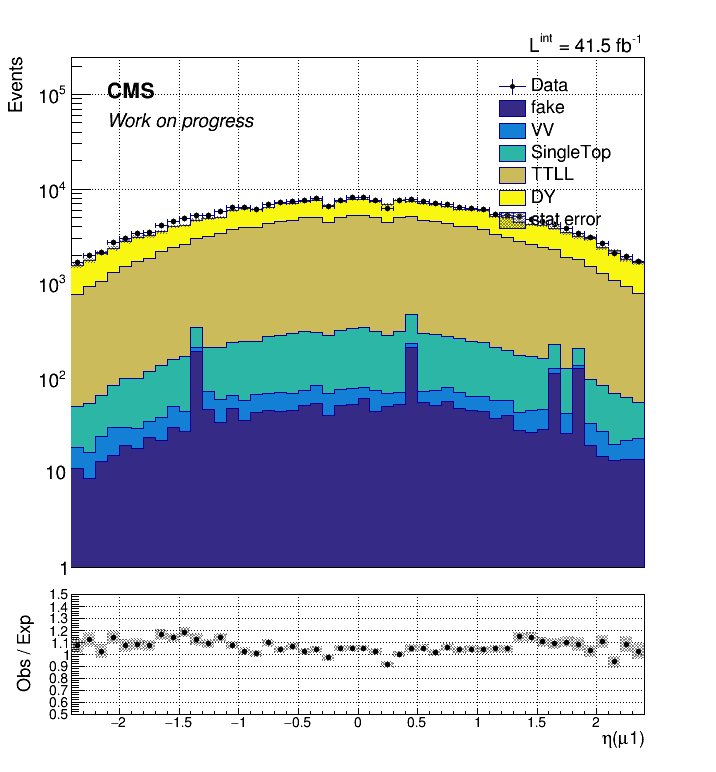 L^int = 41.5 fb^-1
Events
10^5
10^4
10^3
10^2
10
1
CMS
Work on progress
Data
fake
VV
SingleTop
TTLL
DY
stat error
Obs / Exp
1.5
1.4
1.3
1.2
1.1
1
0.9
0.8
0.7
0.6
0.5
−2 −1.5 −1 −0.5 0 0.5 1 1.5 2
η(μ1)